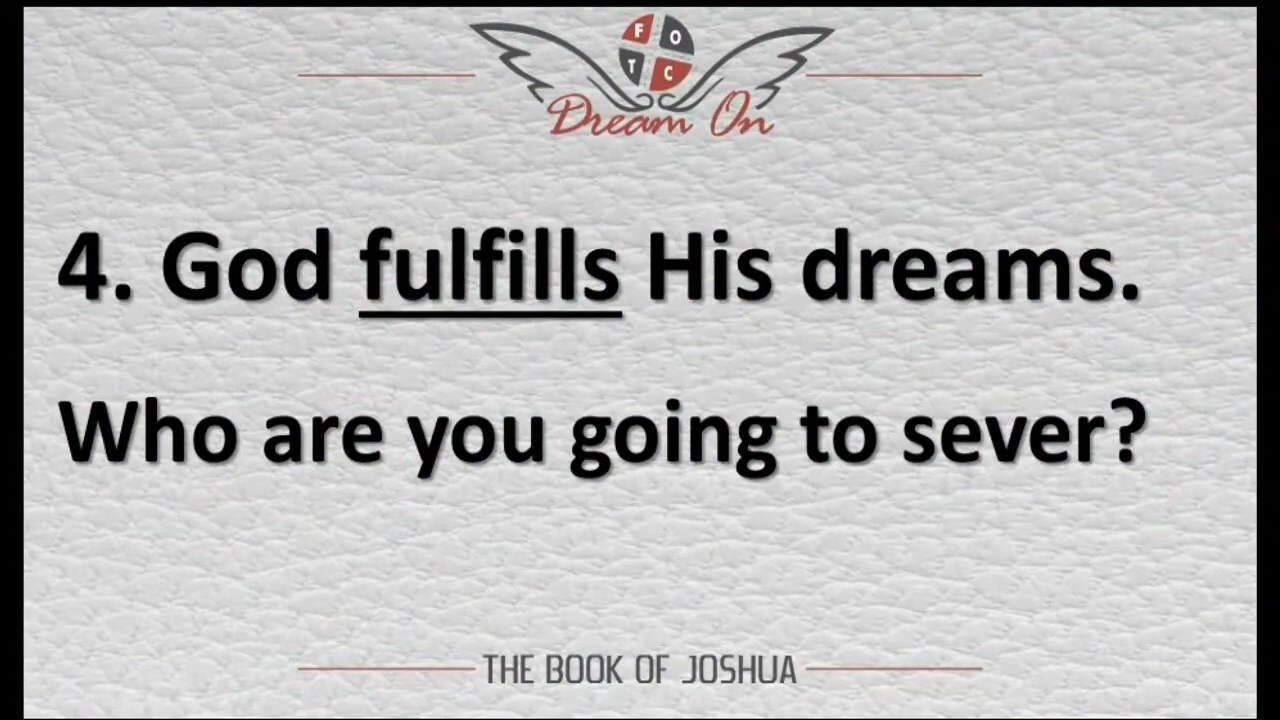 F O
T C
Dream On
4. God fulfills His dreams.
Who are you going to sever?
THE BOOK OF JOSHUA